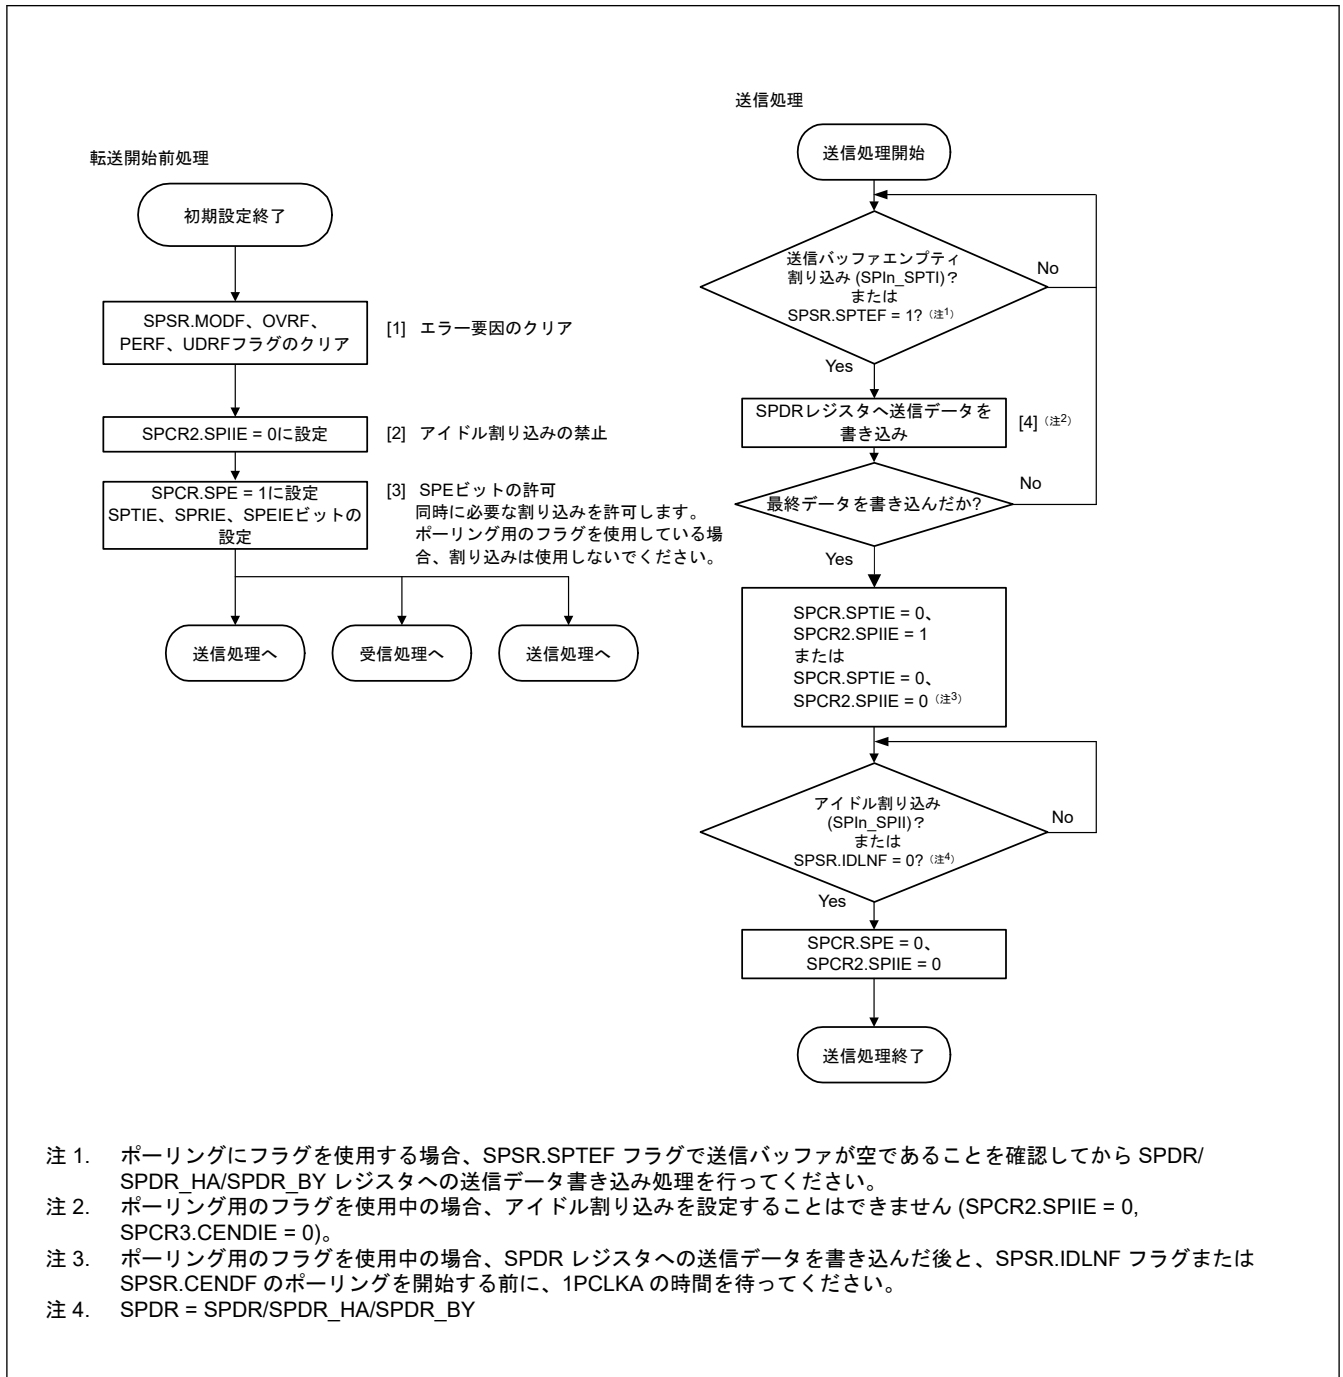 転送開始前処理
初期設定終了
SPSR.MODF、OVRF、
PERF、UDRFフラグのクリア
[1] エラー要因のクリア
SPCR2.SPIIE = 0に設定
[2] アイドル割り込みの禁止
SPCR.SPE = 1に設定
SPTIE、SPRIE、SPEIEビットの
設定
[3] SPEビットの許可
同時に必要な割り込みを許可します。
ポーリング用のフラグを使用している場
合、割り込みは使用しないでください。
送信処理へ
受信処理へ
送信処理へ
送信処理
送信処理開始
送信バッファエンプティ
割り込み (SPIn_SPTI)？
または
SPSR.SPTEF = 1?（注1）
No
Yes
SPDRレジスタへ送信データを
書き込み
[4]（注2）
最終データを書き込んだか?
No
Yes
SPCR.SPTIE = 0、
SPCR2.SPIIE = 1
または
SPCR.SPTIE = 0、
SPCR2.SPIIE = 0（注3）
アイドル割り込み
(SPIn_SPII)？
または
SPSR.IDLNF = 0?（注4）
No
Yes
SPCR.SPE = 0、
SPCR2.SPIIE = 0
送信処理終了
注 1. ポーリングにフラグを使用する場合、SPSR.SPTEF フラグで送信バッファが空であることを確認してから SPDR/
SPDR_HA/SPDR_BY レジスタへの送信データ書き込み処理を行ってください。
注 2. ポーリング用のフラグを使用中の場合、アイドル割り込みを設定することはできません (SPCR2.SPIIE = 0,
SPCR3.CENDIE = 0)。
注 3. ポーリング用のフラグを使用中の場合、SPDR レジスタへの送信データを書き込んだ後と、SPSR.IDLNF フラグまたは
SPSR.CENDF のポーリングを開始する前に、1PCLKA の時間を待ってください。
注 4. SPDR = SPDR/SPDR_HA/SPDR_BY